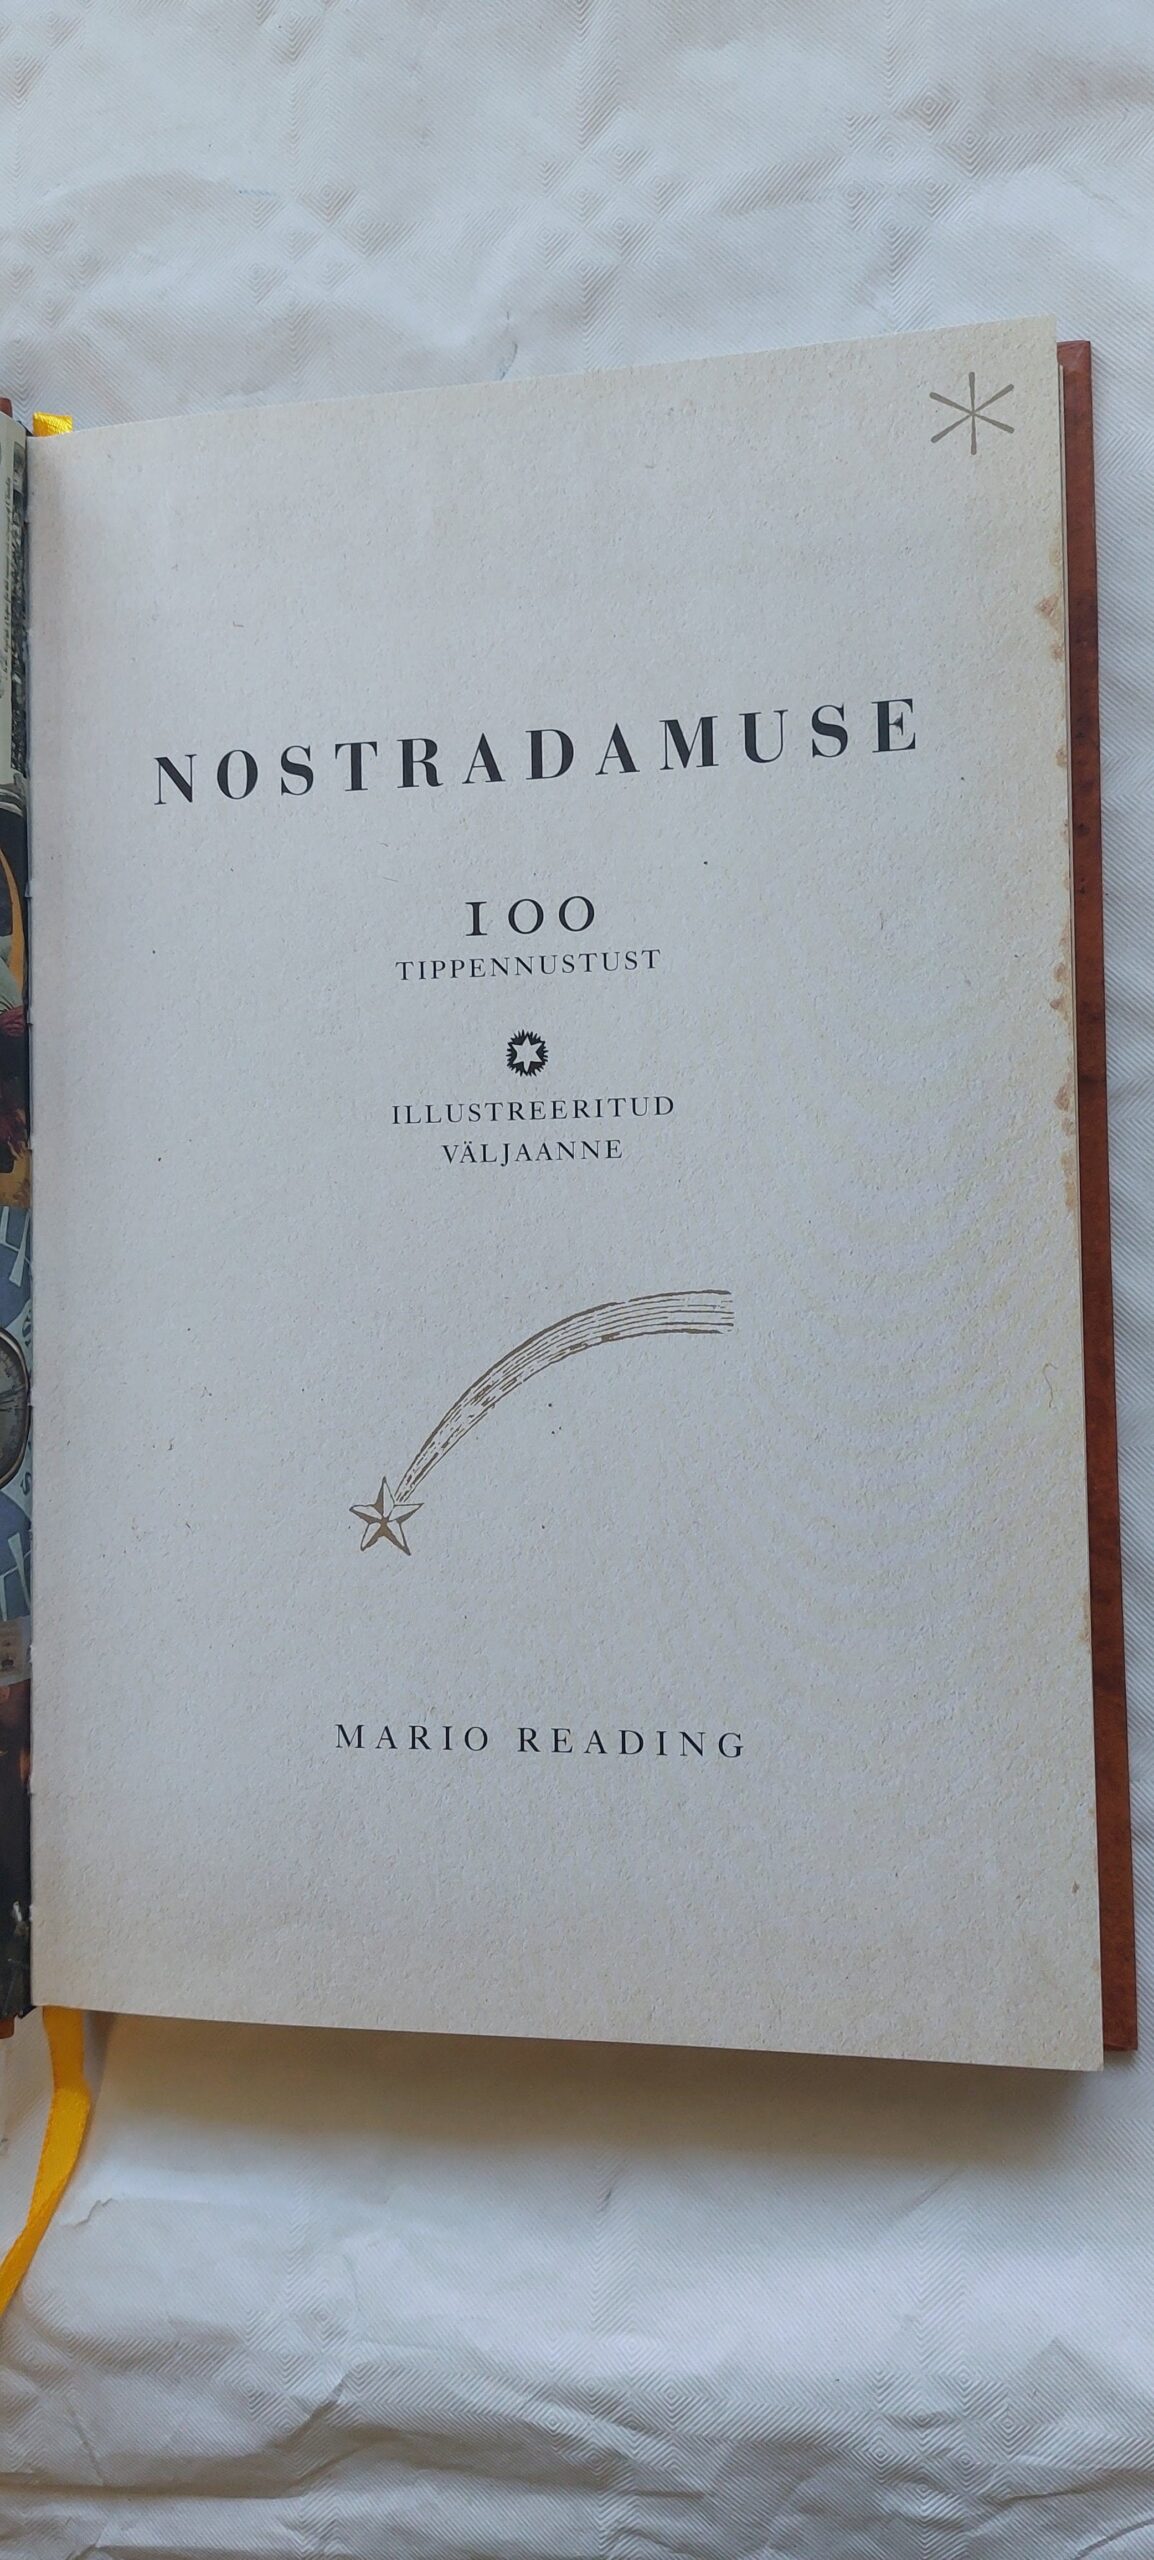 NOSTRADAMUSE
100
TIPPENNUSTUST
ILLUSTREERITUD
VÄLJAANNE
MARIO READING